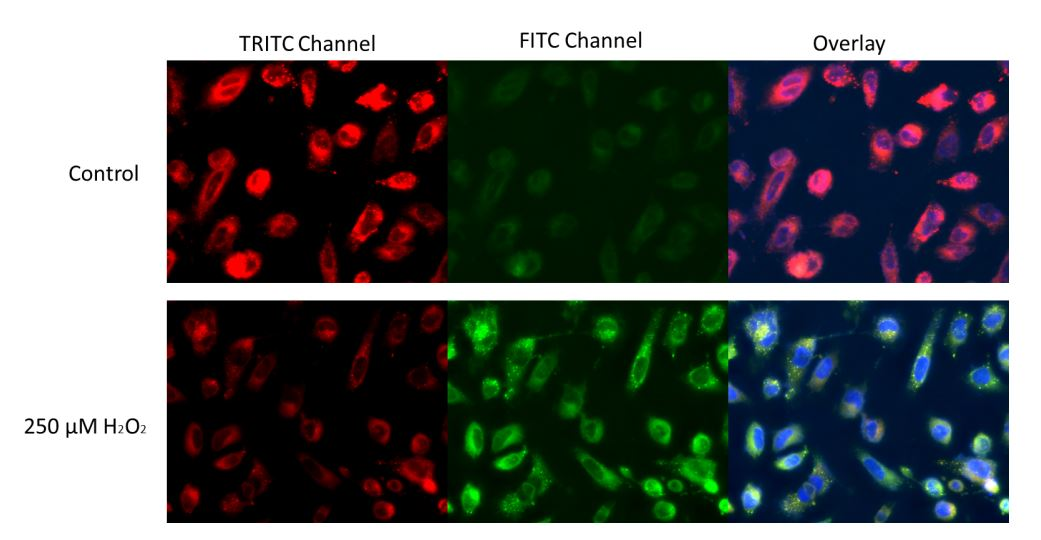 TRITC Channel FITC Channel Overlay
Control
250 µM H₂O₂